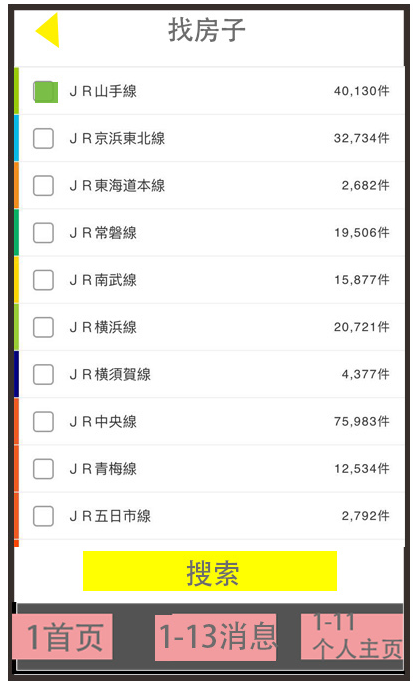 找房子
ＪＲ山手線 40,130件
ＪＲ京浜東北線 32,734件
ＪＲ東海道本線 2,682件
ＪＲ常磐線 19,506件
ＪＲ南武線 15,877件
ＪＲ横浜線 20,721件
ＪＲ横須賀線 4,377件
ＪＲ中央線 75,983件
ＪＲ青梅線 12,534件
ＪＲ五日市線 2,792件
搜索
1首页
1-13消息
1-11
个人主页